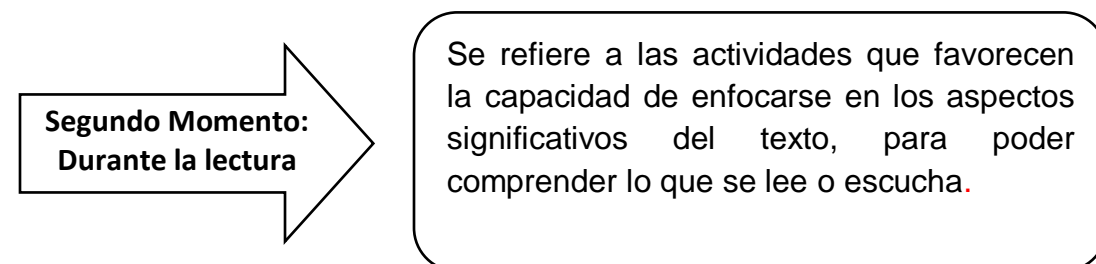 Segundo Momento:
Durante la lectura
Se refiere a las actividades que favorecen
la capacidad de enfocarse en los aspectos
significativos del texto, para poder
comprender lo que se lee o escucha.